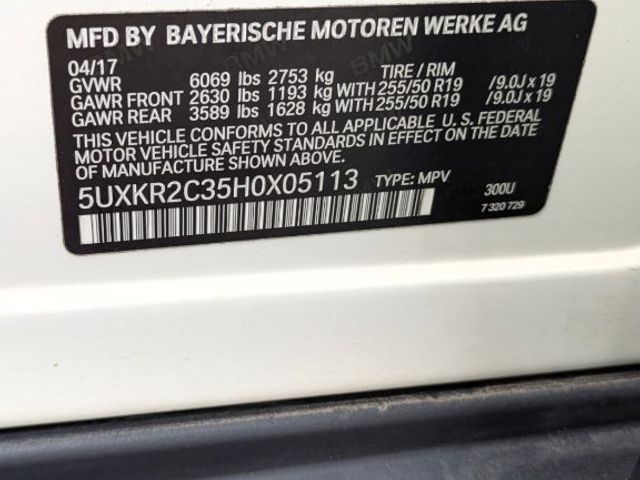 MFD BY BAYERISCHE MOTOREN WERKE AG
04/17
GVWR 6069 lbs 2753 kg TIRE / RIM
GAWR FRONT 2630 lbs 1193 kg WITH 255/50 R19 /9.0J x 19
GAWR REAR 3589 lbs 1628 kg WITH 255/50 R19 /9.0J x 19
THIS VEHICLE CONFORMS TO ALL APPLICABLE U. S. FEDERAL
MOTOR VEHICLE SAFETY STANDARDS IN EFFECT ON THE
DATE OF MANUFACTURE SHOWN ABOVE.
5UXKR2C35H0X05113 TYPE: MPV
300U
7 320 729
BMW